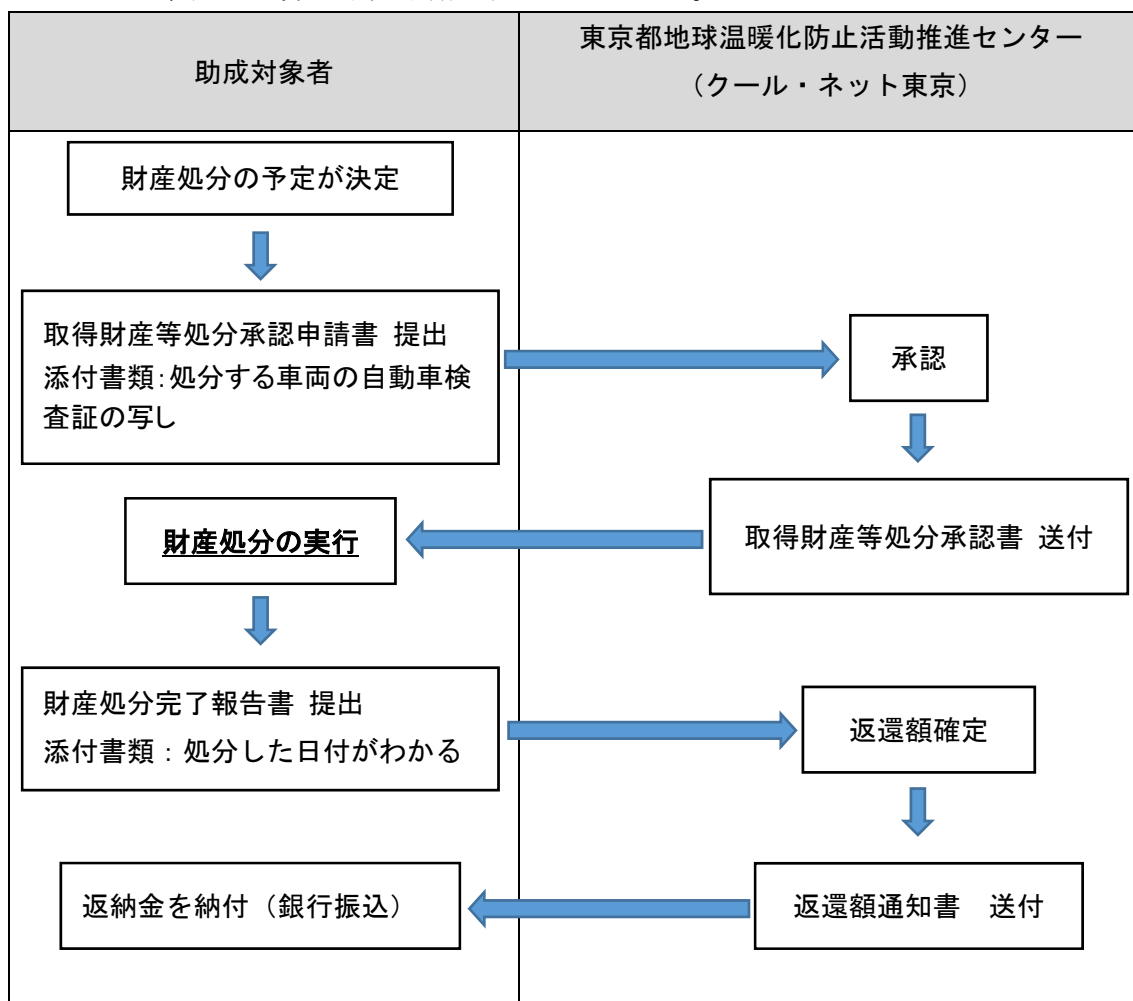 助成対象者
東京都地球温暖化防止活動推進センター
（クール・ネット東京）
財産処分の予定が決定
取得財産等処分承認申請書 提出
添付書類：処分する車両の自動車検
査証の写し
承認
取得財産等処分承認書 送付
財産処分の実行
財産処分完了報告書 提出
添付書類：処分した日付がわかる
返還額確定
返還額通知書　送付
返納金を納付（銀行振込）